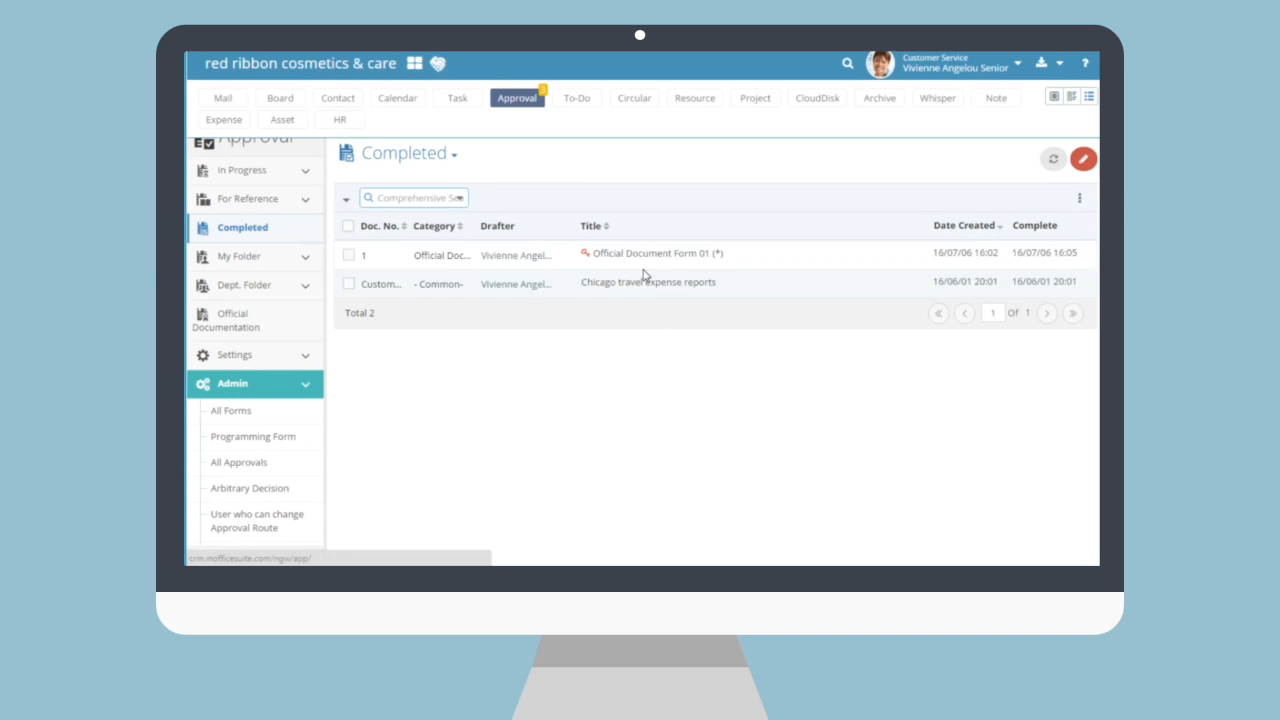 red ribbon cosmetics & care
Customer Service
Vivienne Angelou Senior
?
Mail Board Contact Calendar Task Approval 3 To-Do Circular Resource Project CloudDisk Archive Whisper Note
Expense Asset HR
Approval
In Progress
For Reference
Completed
My Folder
Dept. Folder
Official
Documentation
Settings
Admin
All Forms
Programming Form
All Approvals
Arbitrary Decision
User who can change
Approval Route
crm.mofficesuite.com/ngw/app/
Completed
Comprehensive Se
Doc. No. Category Drafter Title Date Created Complete
1 Official Doc... Vivienne Angel... Official Document Form 01 (*) 16/07/06 16:02 16/07/06 16:05
Custom... - Common- Vivienne Angel... Chicago travel expense reports 16/06/01 20:01 16/06/01 20:01
Total 2 « ‹ 1 Of 1 › »